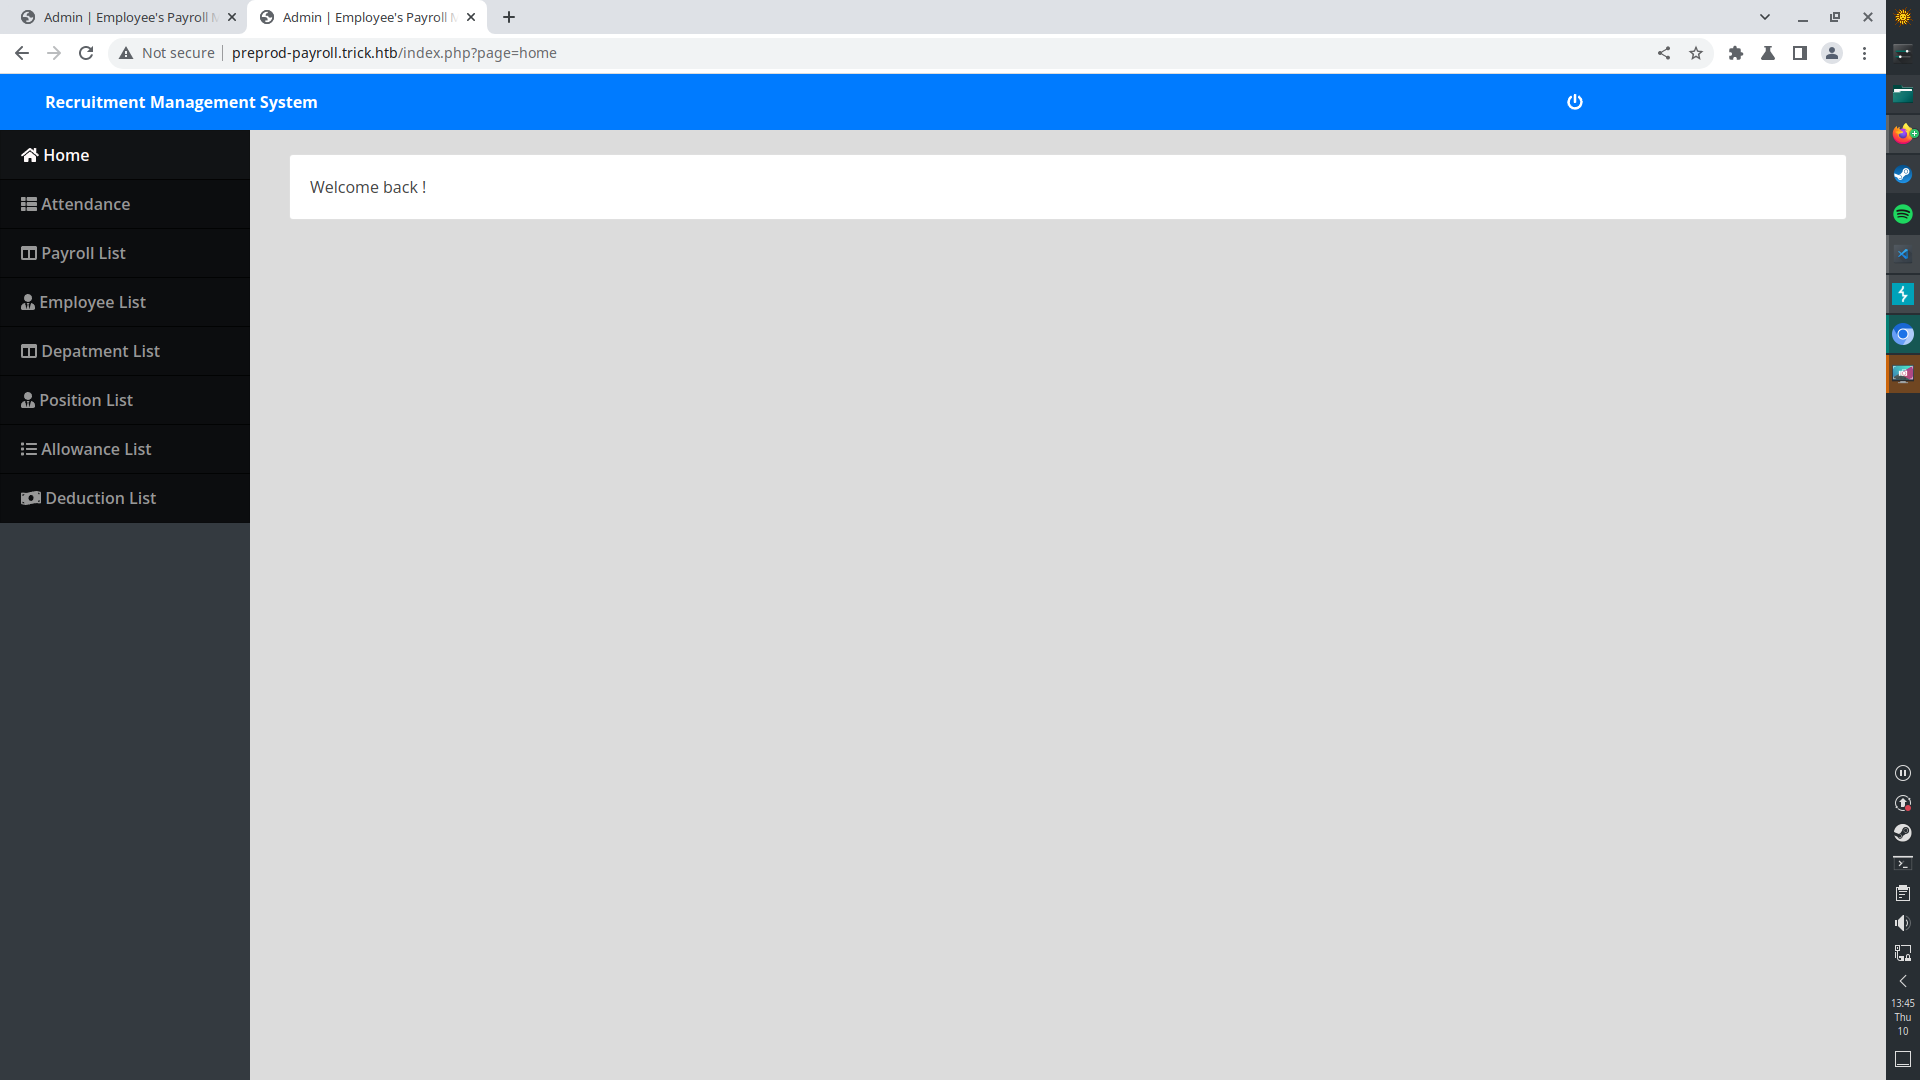 Admin | Employee's Payroll M
Admin | Employee's Payroll M
Not secure
preprod-payroll.trick.htb/index.php?page=home
Recruitment Management System
Home
Welcome back !
Attendance
Payroll List
Employee List
Depatment List
Position List
Allowance List
Deduction List
13:45
Thu
10